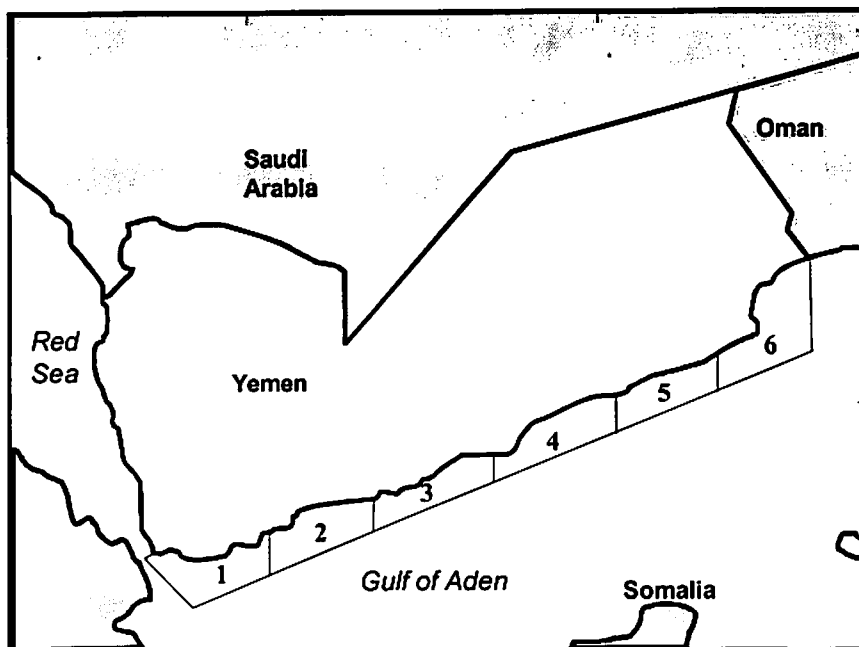 Oman
Saudi
Arabia
Red
Sea
Yemen
6
5
4
3
2
1
Gulf of Aden
Somalia